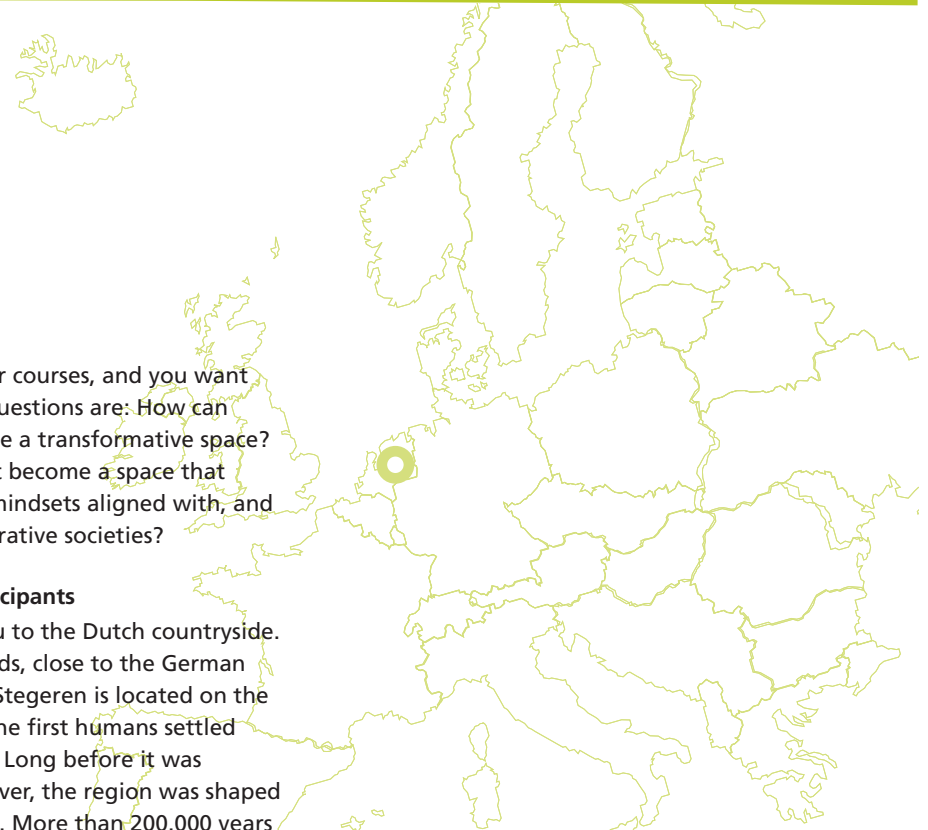 r courses, and you want
uestions are: How can
e a transformative space?
t become a space that
mindsets aligned with, and
rative societies?
cipants
u to the Dutch countryside.
ds, close to the German
Stegeren is located on the
he first humans settled
Long before it was
ver, the region was shaped
. More than 200.000 years